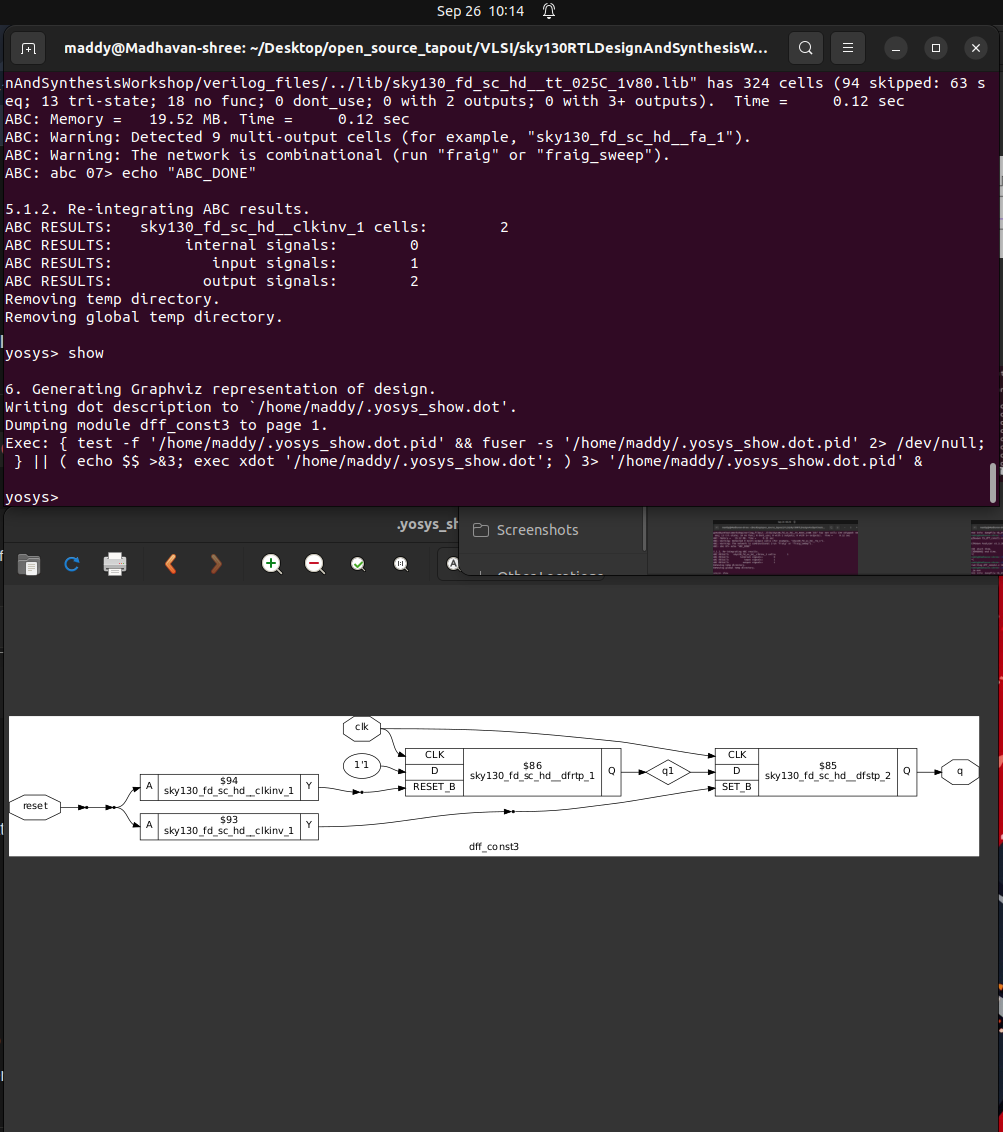 Sep 26 10:14
maddy@Madhavan-shree: ~/Desktop/open_source_tapout/VLSI/sky130RTLDesignAndSynthesisW...
nAndSynthesisWorkshop/verilog_files/../lib/sky130_fd_sc_hd__tt_025C_1v80.lib" has 324 cells (94 skipped: 63 s
eq; 13 tri-state; 18 no func; 0 dont_use; 0 with 2 outputs; 0 with 3+ outputs).  Time =     0.12 sec
ABC: Memory =   19.52 MB. Time =     0.12 sec
ABC: Warning: Detected 9 multi-output cells (for example, "sky130_fd_sc_hd__fa_1").
ABC: Warning: The network is combinational (run "fraig" or "fraig_sweep").
ABC: abc 07> echo "ABC_DONE"
5.1.2. Re-integrating ABC results.
ABC RESULTS:   sky130_fd_sc_hd__clkinv_1 cells:        2
ABC RESULTS:        internal signals:        0
ABC RESULTS:           input signals:        1
ABC RESULTS:          output signals:        2
Removing temp directory.
Removing global temp directory.
yosys> show
6. Generating Graphviz representation of design.
Writing dot description to `/home/maddy/.yosys_show.dot'.
Dumping module dff_const3 to page 1.
Exec: { test -f '/home/maddy/.yosys_show.dot.pid' && fuser -s '/home/maddy/.yosys_show.dot.pid' 2> /dev/null;
 } || ( echo $$ >&3; exec xdot '/home/maddy/.yosys_show.dot'; ) 3> '/home/maddy/.yosys_show.dot.pid' &
yosys>
.yosys_sh
Screenshots
Other Locations
clk
CLK
D
RESET_B
$86
sky130_fd_sc_hd__dfrtp_1
Q
1'1
q1
CLK
D
SET_B
$85
sky130_fd_sc_hd__dfstp_2
Q
q
reset
A
$94
sky130_fd_sc_hd__clkinv_1
Y
A
$93
sky130_fd_sc_hd__clkinv_1
Y
dff_const3